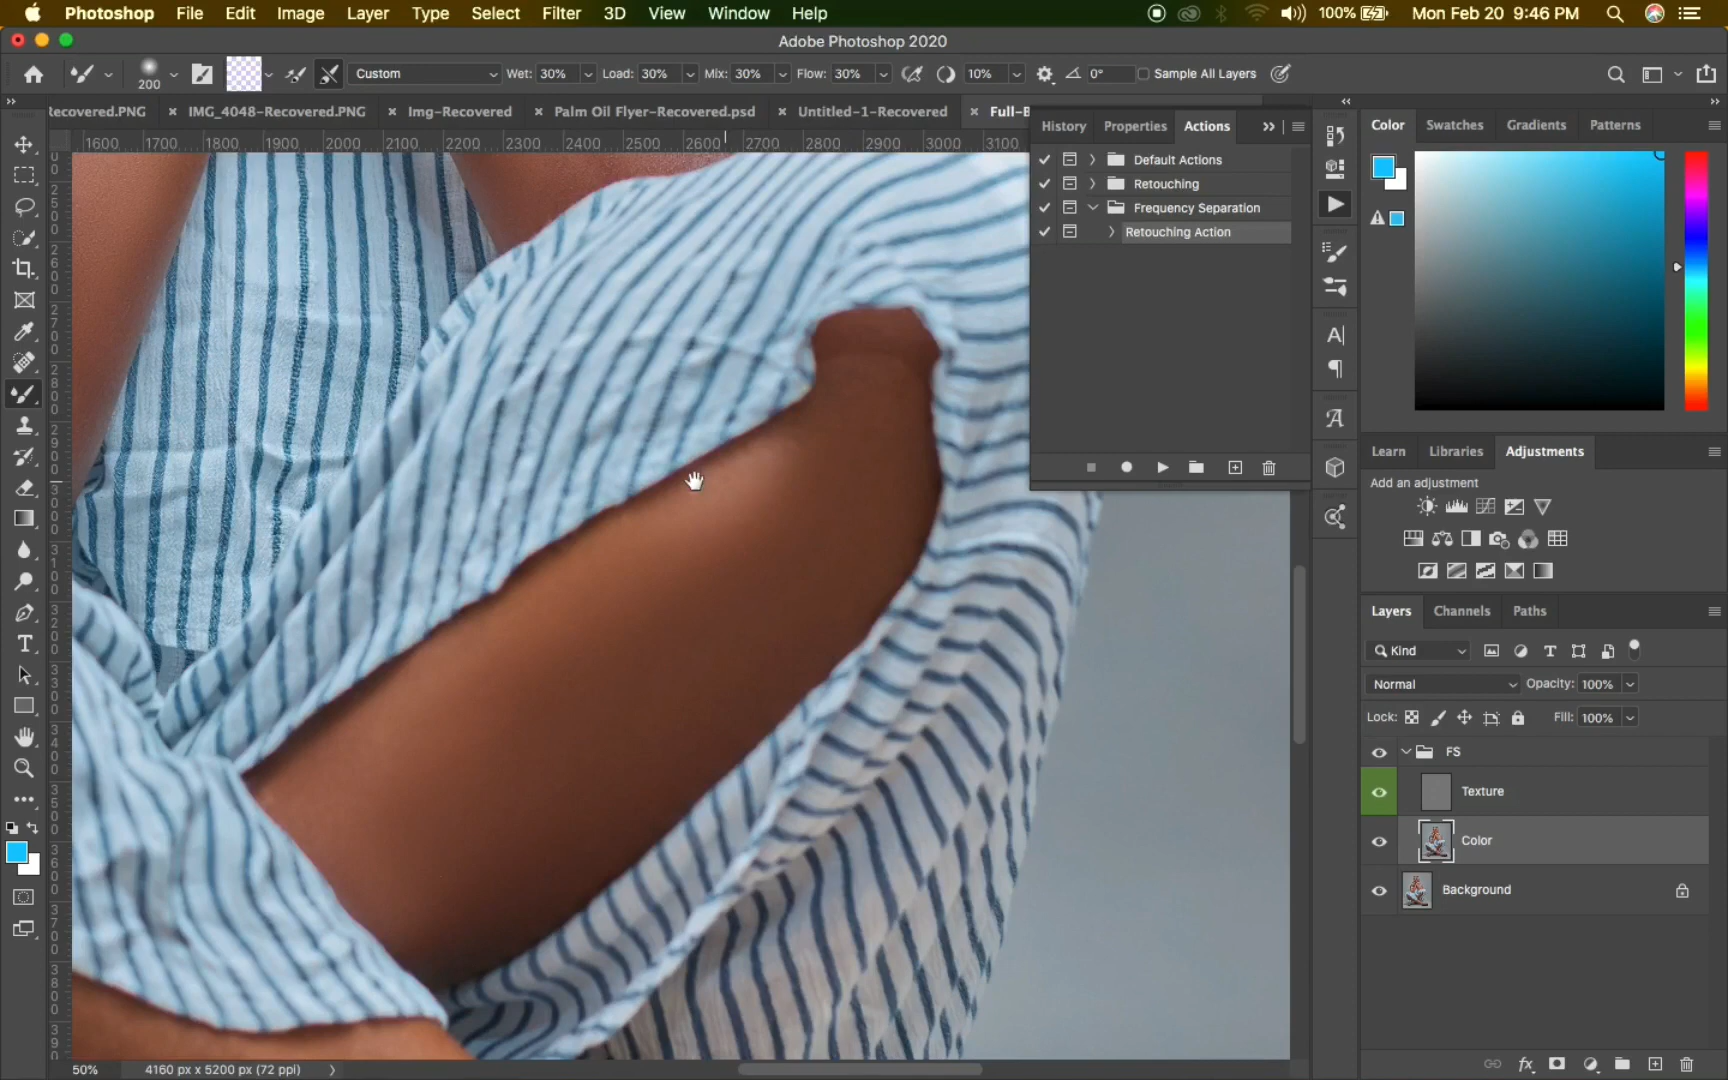 Photoshop File Edit Image Layer Type Select Filter 3D View Window Help 100% Mon Feb 20 9:46 PM
Adobe Photoshop 2020
200 Custom Wet: 30% Load: 30% Mix: 30% Flow: 30% 10% 0° Sample All Layers
Recovered.PNG × IMG_4048-Recovered.PNG × Img-Recovered × Palm Oil Flyer-Recovered.psd × Untitled-1-Recovered × Full-B
1600 1700 1800 1900 2000 2100 2200 2300 2400 2500 2600 2700 2800 2900 3000 3100
History Properties Actions
Default Actions
Retouching
Frequency Separation
Retouching Action
Color Swatches Gradients Patterns
Learn Libraries Adjustments
Add an adjustment
Layers Channels Paths
Kind
Normal Opacity: 100%
Lock: Fill: 100%
FS
Texture
Color
Background
50% 4160 px x 5200 px (72 ppi)